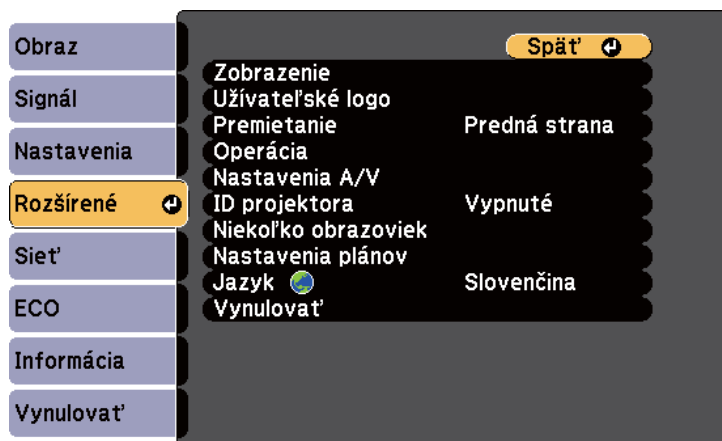 Obraz
Signál
Nastavenia
Rozšírené
Sieť
ECO
Informácia
Vynulovať
Späť
Zobrazenie
Užívateľské logo
Premietanie Predná strana
Operácia
Nastavenia A/V
ID projektora Vypnuté
Niekoľko obrazoviek
Nastavenia plánov
Jazyk Slovenčina
Vynulovať